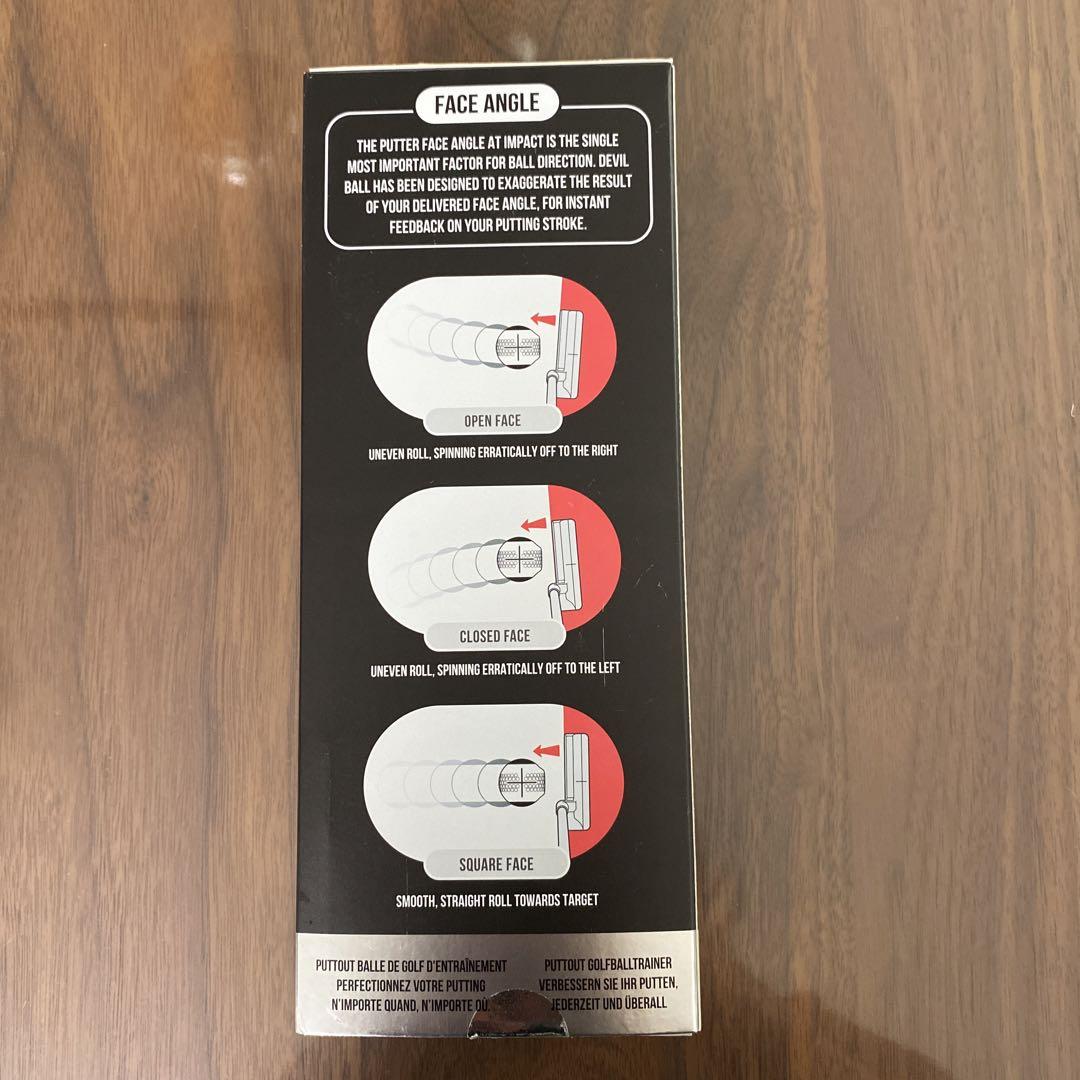 FACE ANGLE
THE PUTTER FACE ANGLE AT IMPACT IS THE SINGLE
MOST IMPORTANT FACTOR FOR BALL DIRECTION. DEVIL
BALL HAS BEEN DESIGNED TO EXAGGERATE THE RESULT
OF YOUR DELIVERED FACE ANGLE, FOR INSTANT
FEEDBACK ON YOUR PUTTING STROKE.
OPEN FACE
UNEVEN ROLL, SPINNING ERRATICALLY OFF TO THE RIGHT
CLOSED FACE
UNEVEN ROLL, SPINNING ERRATICALLY OFF TO THE LEFT
SQUARE FACE
SMOOTH, STRAIGHT ROLL TOWARDS TARGET
PUTTOUT BALLE DE GOLF D'ENTRAÎNEMENT
PERFECTIONNEZ VOTRE PUTTING
N'IMPORTE QUAND, N'IMPORTE OÙ.
PUTTOUT GOLFBALLTRAINER
VERBESSERN SIE IHR PUTTEN,
JEDERZEIT UND ÜBERALL